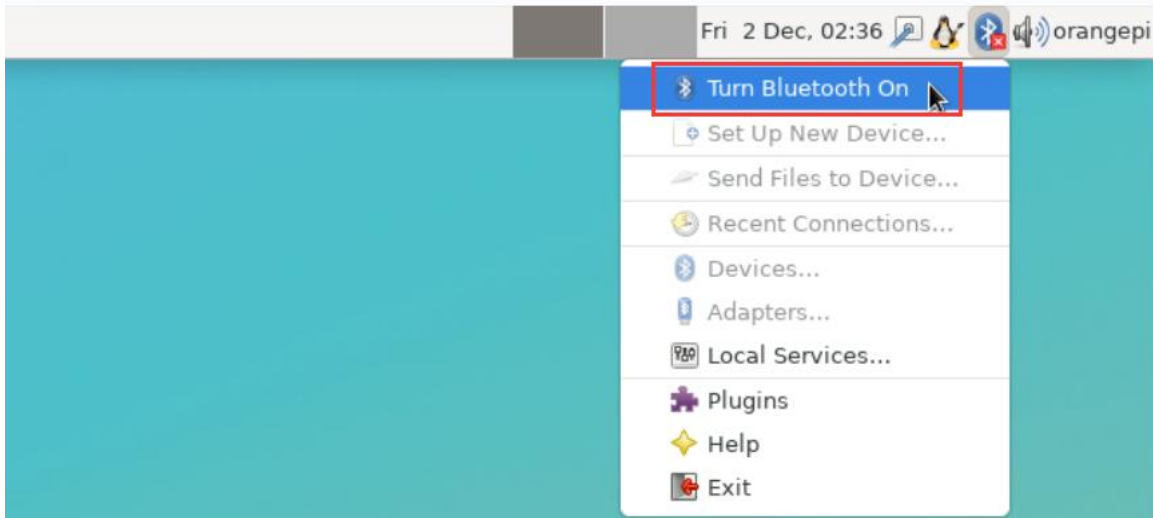 Fri 2 Dec, 02:36 orangepi
Turn Bluetooth On
Set Up New Device...
Send Files to Device...
Recent Connections...
Devices...
Adapters...
Local Services...
Plugins
Help
Exit